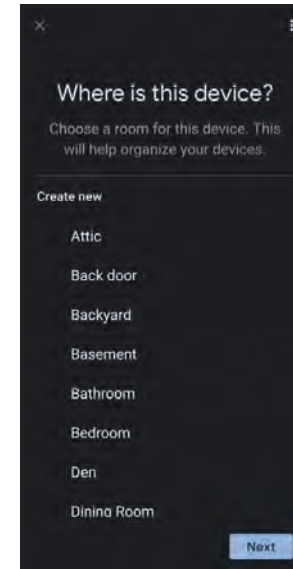 Where is this device?
Choose a room for this device. This
will help organize your devices.
Create new
Attic
Back door
Backyard
Basement
Bathroom
Bedroom
Den
Dining Room
Next